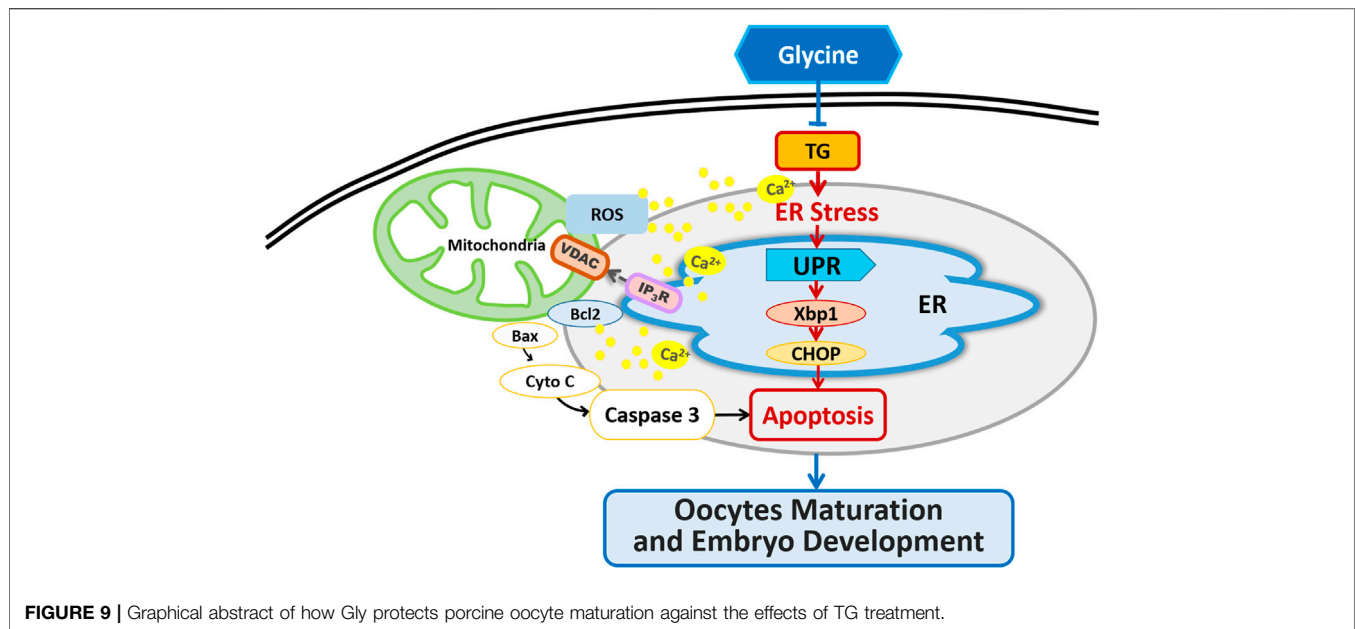 Glycine
TG
Ca²⁺
ROS
ER Stress
Mitochondria
VDAC
Ca²⁺
UPR
IP₃R
ER
Bcl2
Xbp1
Bax
Ca²⁺
CHOP
Cyto C
Caspase 3
Apoptosis
Oocytes Maturation
and Embryo Development
FIGURE 9 | Graphical abstract of how Gly protects porcine oocyte maturation against the effects of TG treatment.